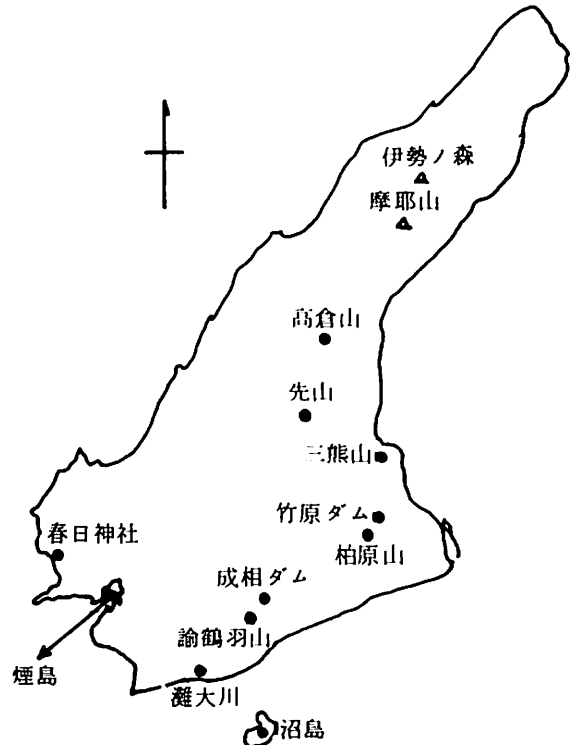 伊勢ノ森
摩耶山
高倉山
先山
三熊山
竹原ダム
春日神社
柏原山
成相ダム
諭鶴羽山
煙島
灘大川
沼島